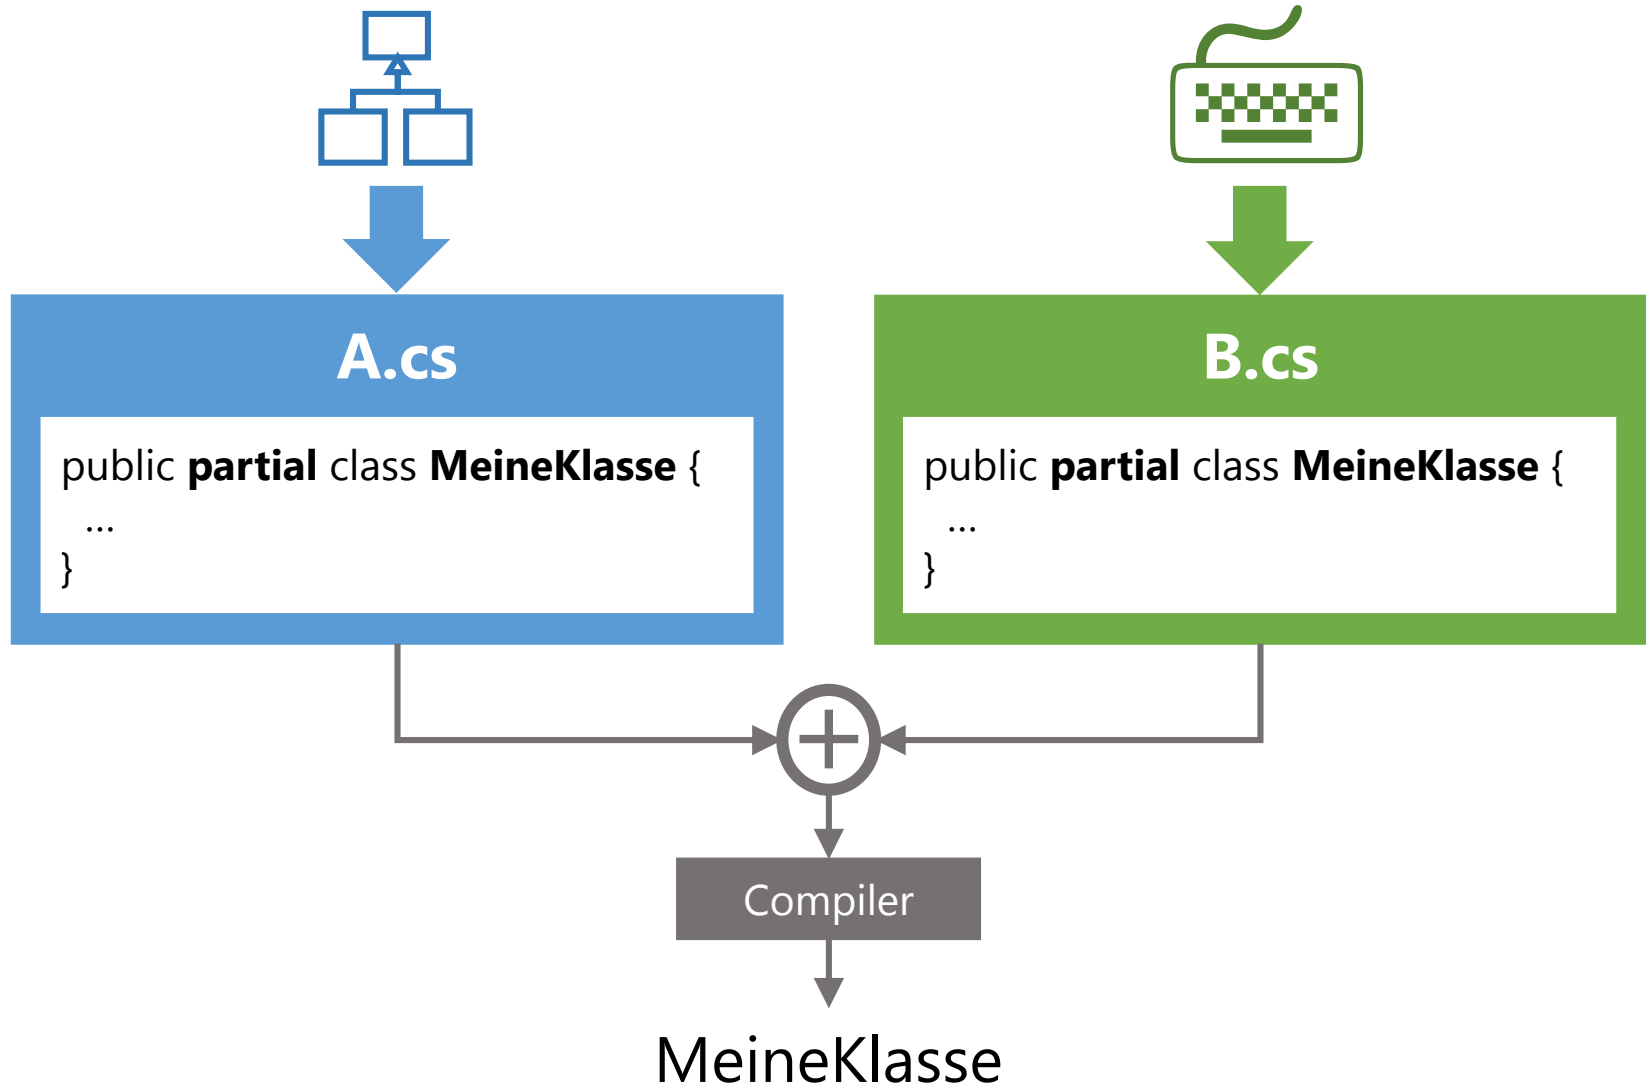 A.cs
public partial class MeineKlasse {
...
}
B.cs
public partial class MeineKlasse {
...
}
Compiler
MeineKlasse